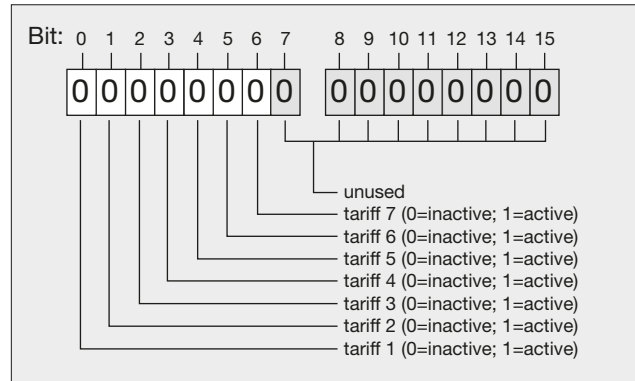 Bit: 0 1 2 3 4 5 6 7 8 9 10 11 12 13 14 15
0 0 0 0 0 0 0 0 0 0 0 0 0 0 0 0
unused
tariff 7 (0=inactive; 1=active)
tariff 6 (0=inactive; 1=active)
tariff 5 (0=inactive; 1=active)
tariff 4 (0=inactive; 1=active)
tariff 3 (0=inactive; 1=active)
tariff 2 (0=inactive; 1=active)
tariff 1 (0=inactive; 1=active)